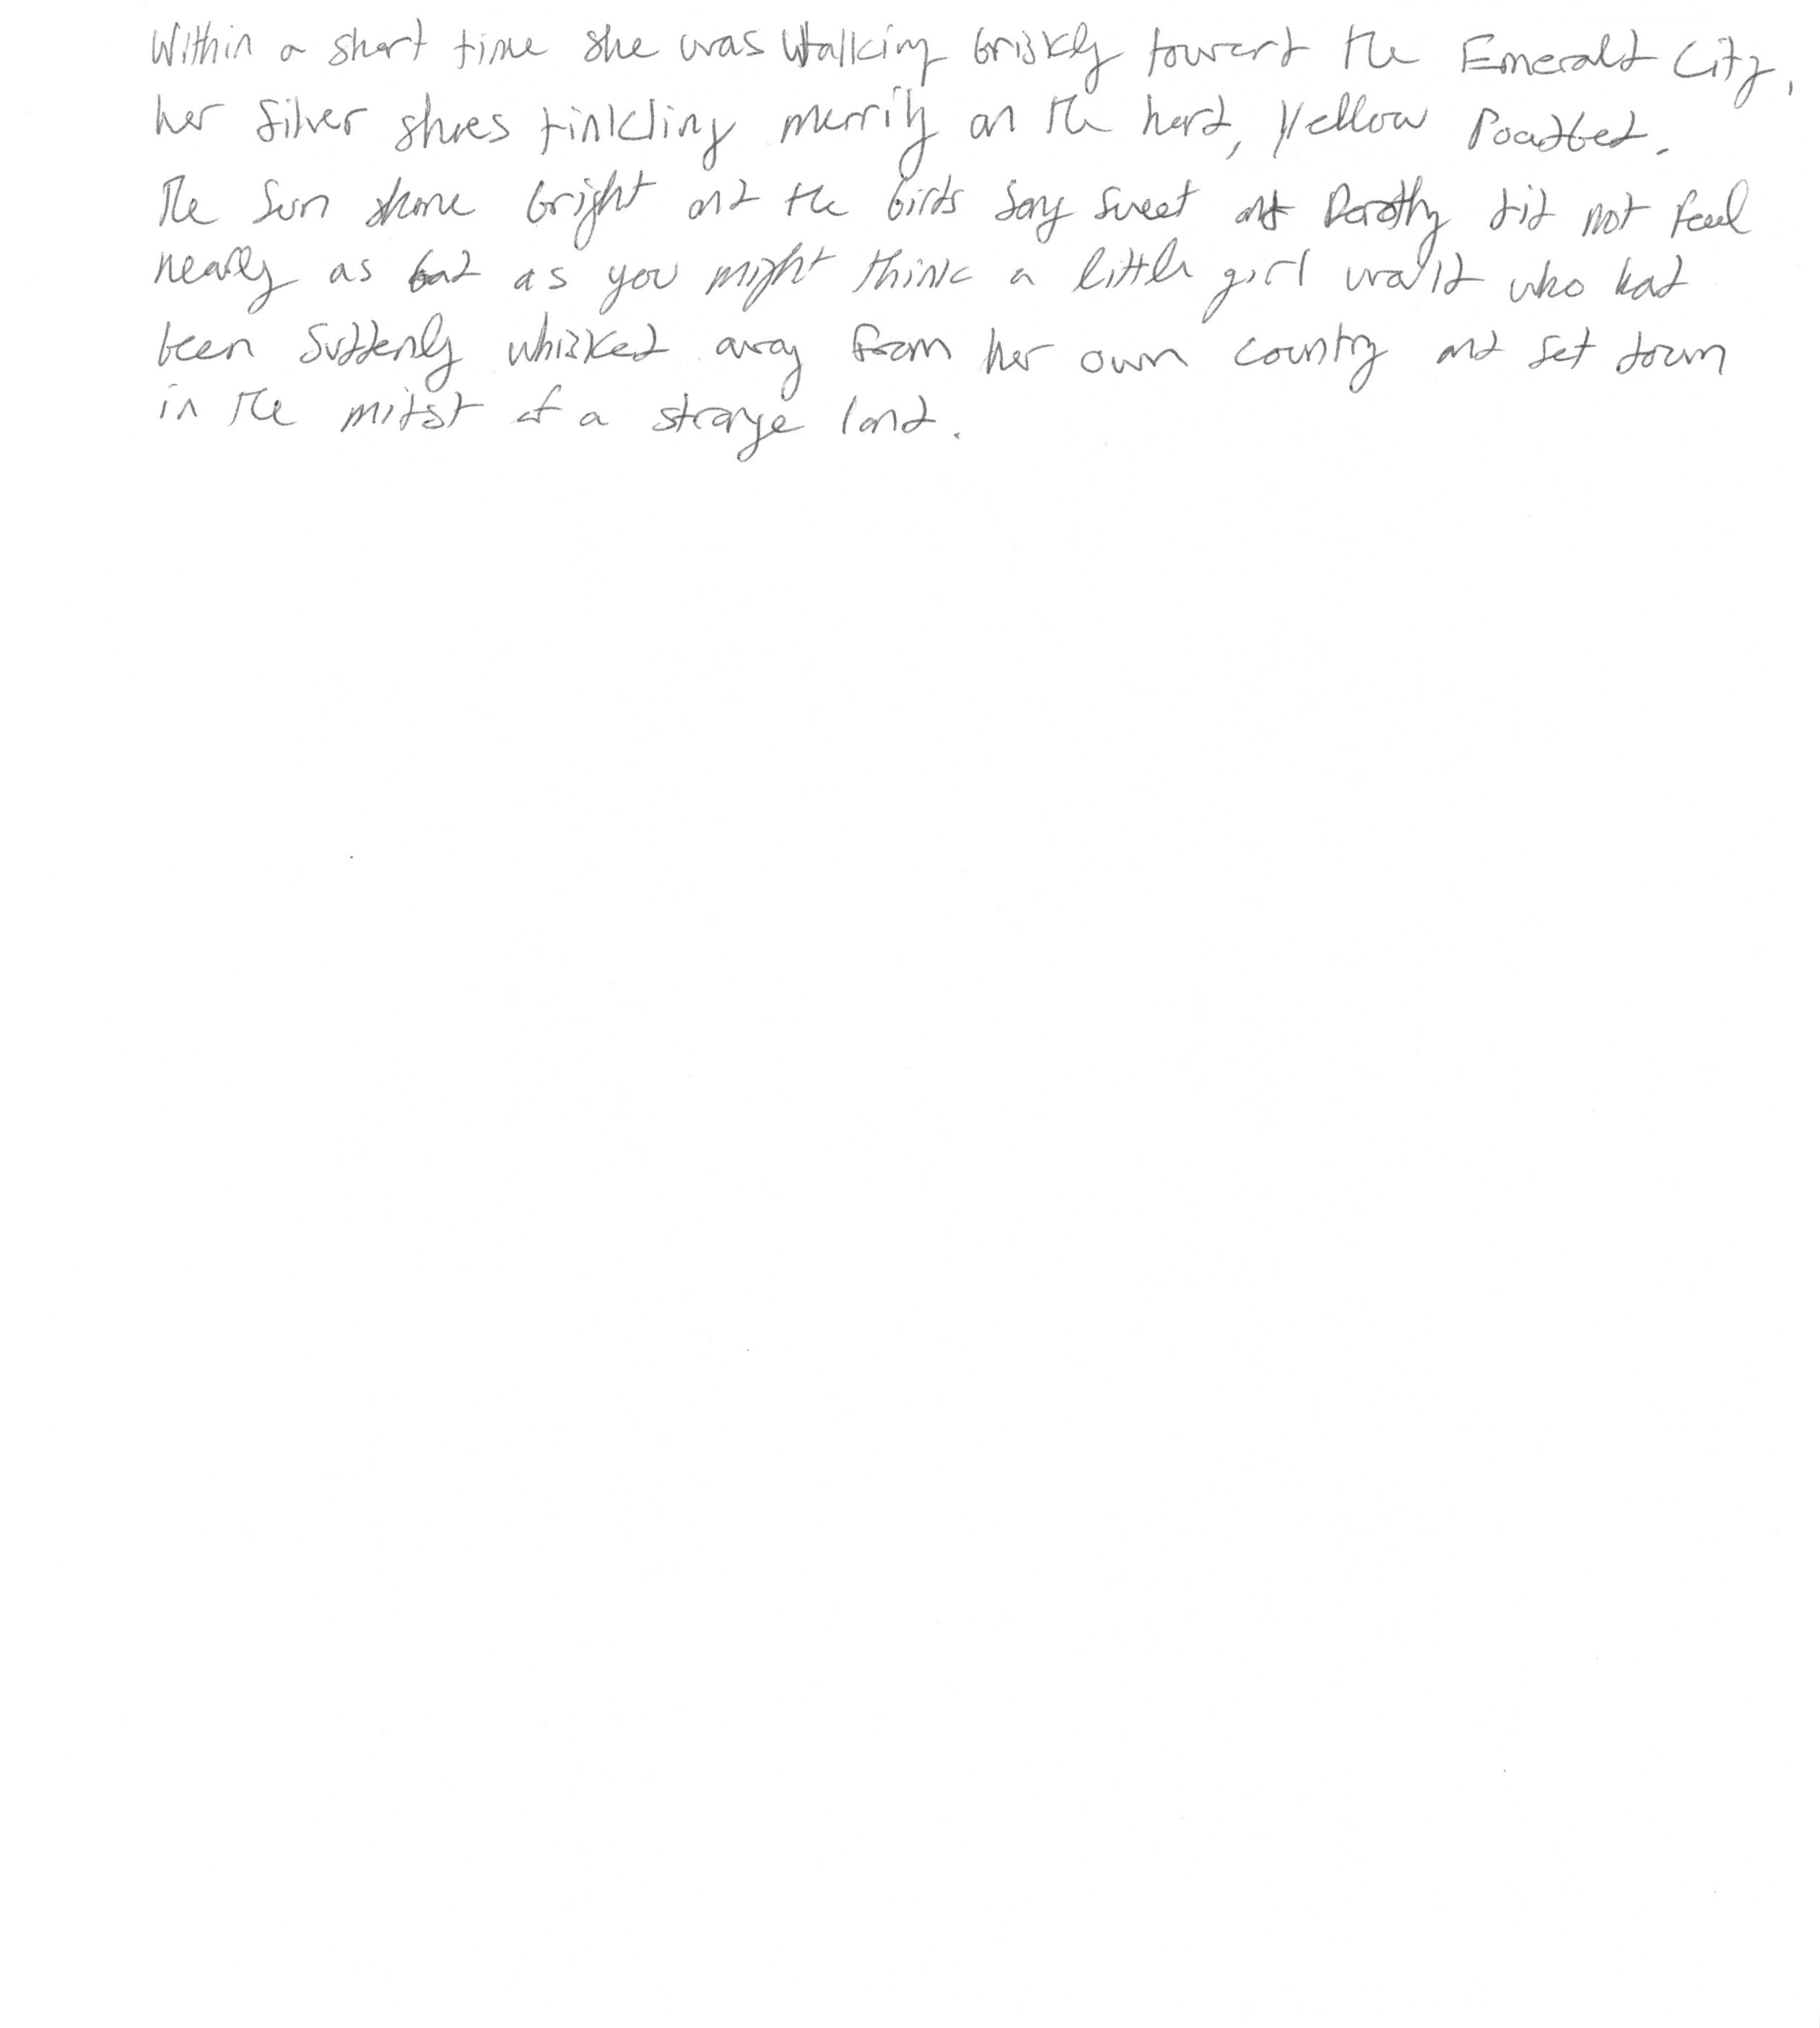 Within a short time she was walking briskly toward the Emerald City,
her Silver shoes tinkling merrily on the hard, yellow roadbed.
The sun shone bright and the birds sang sweet and Dorothy did not feel
nearly as bad as you might think a little girl would who had
been suddenly whisked away from her own country and set down
in the midst of a strange land.